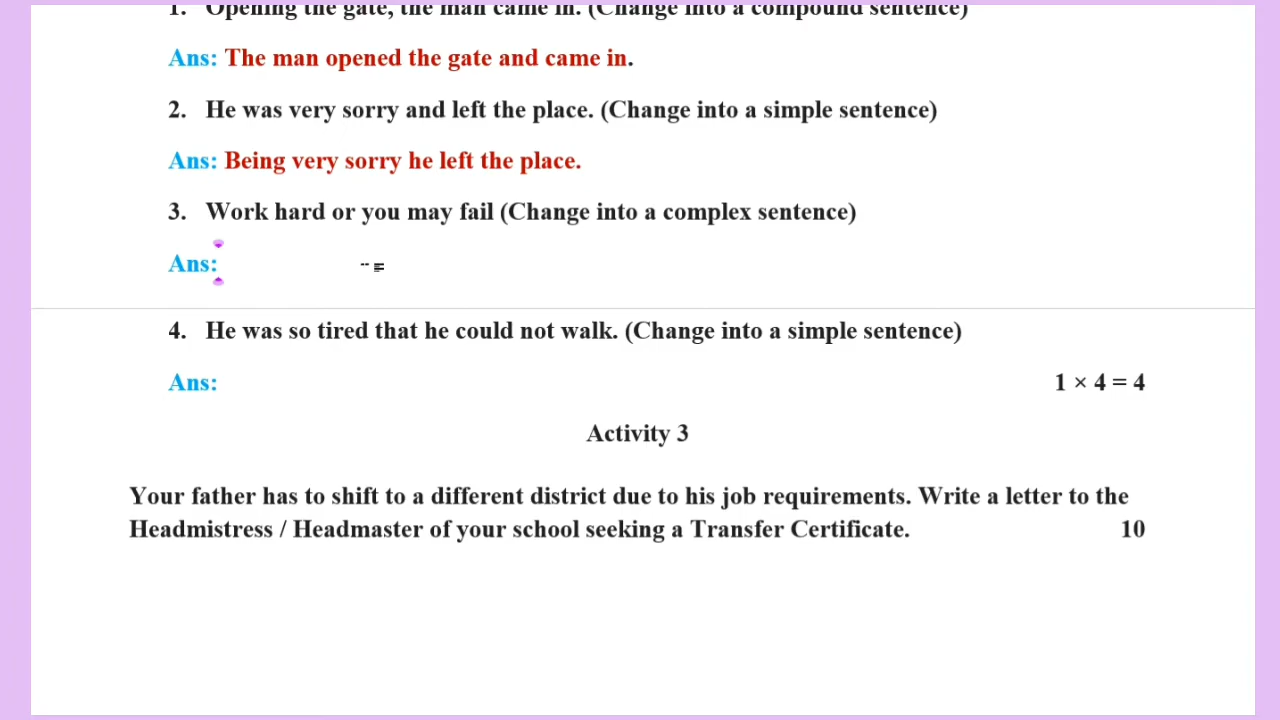 1. Opening the gate, the man came in. (Change into a compound sentence)
Ans: The man opened the gate and came in.
2. He was very sorry and left the place. (Change into a simple sentence)
Ans: Being very sorry he left the place.
3. Work hard or you may fail (Change into a complex sentence)
Ans:
4. He was so tired that he could not walk. (Change into a simple sentence)
Ans: 1 × 4 = 4
Activity 3
Your father has to shift to a different district due to his job requirements. Write a letter to the
Headmistress / Headmaster of your school seeking a Transfer Certificate. 10